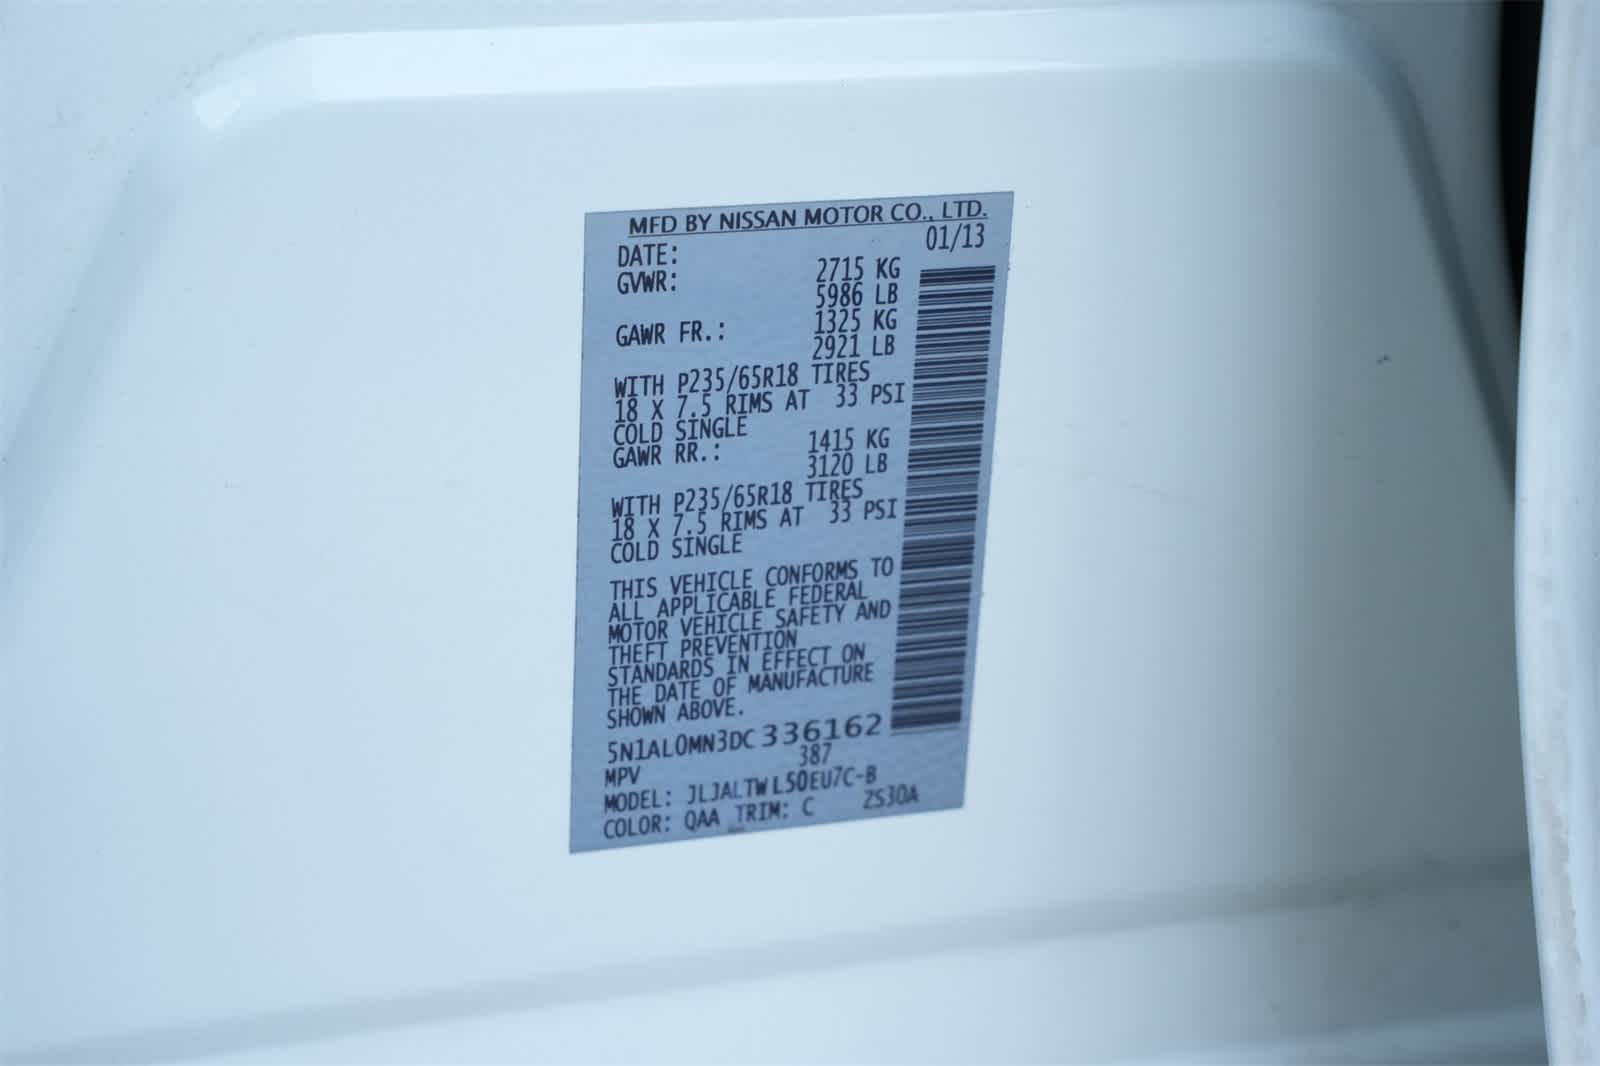 MFD BY NISSAN MOTOR CO., LTD.
DATE: 01/13
GVWR: 2715 KG
5986 LB
GAWR FR.: 1325 KG
2921 LB
WITH P235/65R18 TIRES
18 X 7.5 RIMS AT 33 PSI
COLD SINGLE
GAWR RR.: 1415 KG
3120 LB
WITH P235/65R18 TIRES
18 X 7.5 RIMS AT 33 PSI
COLD SINGLE
THIS VEHICLE CONFORMS TO
ALL APPLICABLE FEDERAL
MOTOR VEHICLE SAFETY AND
THEFT PREVENTION
STANDARDS IN EFFECT ON
THE DATE OF MANUFACTURE
SHOWN ABOVE.
5N1AL0MN3DC336162
MPV 387
MODEL: JLJALTWL50EU7C-B
COLOR: QAA TRIM: C ZS30A